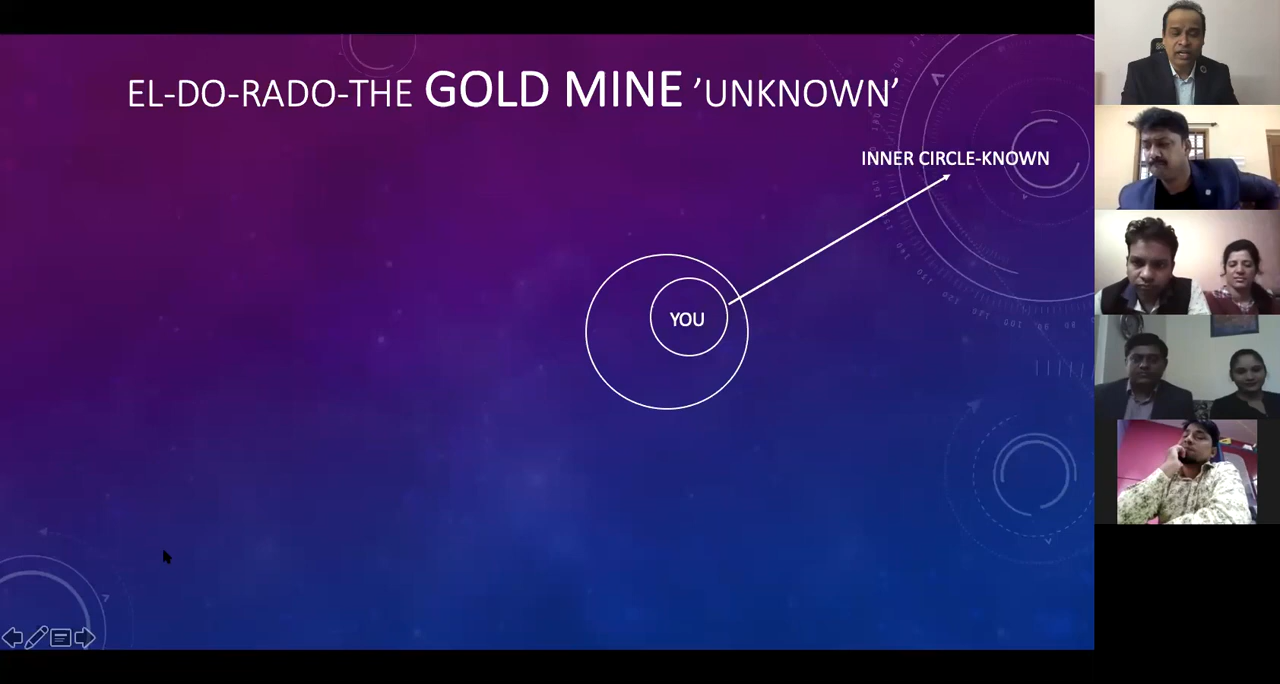 EL-DO-RADO-THE GOLD MINE ’UNKNOWN’
INNER CIRCLE-KNOWN
YOU